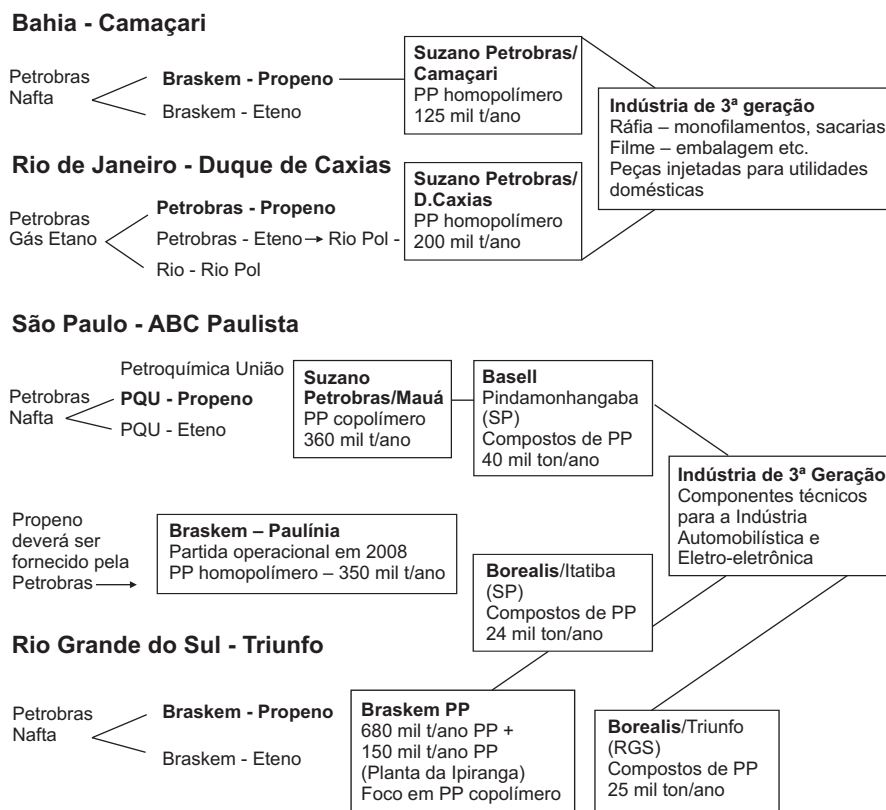 Bahia - Camaçari
Petrobras
Nafta
Braskem - Propeno
Braskem - Eteno
Suzano Petrobras/
Camaçari
PP homopolímero
125 mil t/ano
Indústria de 3ª geração
Ráfia – monofilamentos, sacarias
Filme – embalagem etc.
Peças injetadas para utilidades
domésticas
Rio de Janeiro - Duque de Caxias
Petrobras
Gás Etano
Petrobras - Propeno
Petrobras - Eteno → Rio Pol -
Rio - Rio Pol
Suzano Petrobras/
D.Caxias
PP homopolímero
200 mil t/ano
São Paulo - ABC Paulista
Petrobras
Nafta
Petroquímica União
PQU - Propeno
PQU - Eteno
Suzano
Petrobras/Mauá
PP copolímero
360 mil t/ano
Basell
Pindamonhangaba
(SP)
Compostos de PP
40 mil ton/ano
Indústria de 3ª Geração
Componentes técnicos
para a Indústria
Automobilística e
Eletro-eletrônica
Propeno
deverá ser
fornecido pela
Petrobras →
Braskem – Paulínia
Partida operacional em 2008
PP homopolímero – 350 mil t/ano
Borealis/Itatiba
(SP)
Compostos de PP
24 mil ton/ano
Rio Grande do Sul - Triunfo
Petrobras
Nafta
Braskem - Propeno
Braskem - Eteno
Braskem PP
680 mil t/ano PP +
150 mil t/ano PP
(Planta da Ipiranga)
Foco em PP copolímero
Borealis/Triunfo
(RGS)
Compostos de PP
25 mil ton/ano